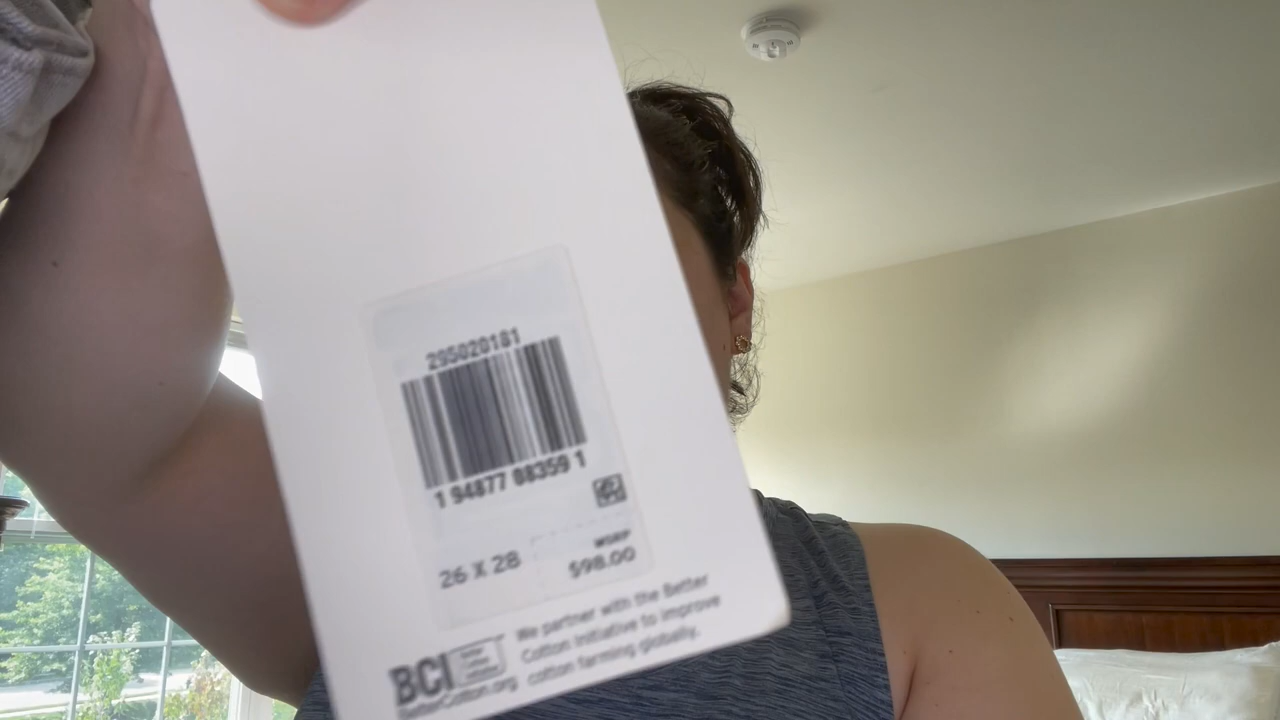 295020181
1 94877 08359 1
26 X 28
MSRP
$98.00
We partner with the Better
Cotton Initiative to improve
cotton farming globally.
BCI
BetterCotton.org